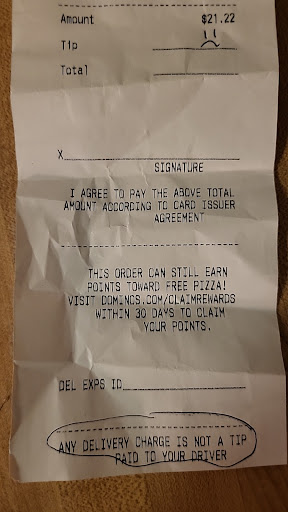 Amount $21.22
Tip
Total
X
SIGNATURE
I AGREE TO PAY THE ABOVE TOTAL
AMOUNT ACCORDING TO CARD ISSUER
AGREEMENT
THIS ORDER CAN STILL EARN
POINTS TOWARD FREE PIZZA!
VISIT DOMINOS.COM/CLAIMREWARDS
WITHIN 30 DAYS TO CLAIM
YOUR POINTS.
DEL EXPS ID
ANY DELIVERY CHARGE IS NOT A TIP
PAID TO YOUR DRIVER